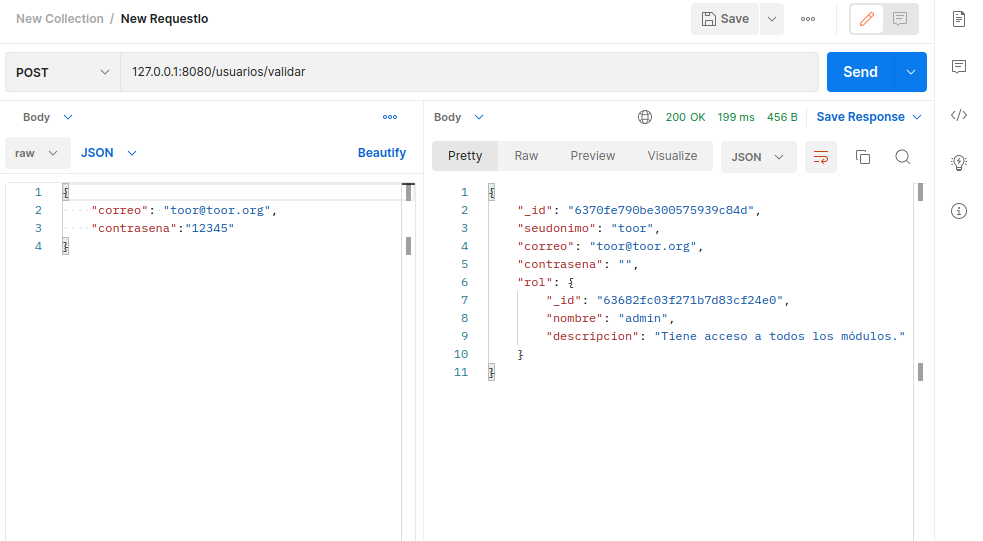 New Collection / New Requestlo
Save
POST
127.0.0.1:8080/usuarios/validar
Send
Body
raw JSON Beautify
1 {
2 "correo": "toor@toor.org",
3 "contrasena":"12345"
4 }
Body 200 OK 199 ms 456 B Save Response
Pretty Raw Preview Visualize JSON
1 {
2 "_id": "6370fe790be300575939c84d",
3 "seudonimo": "toor",
4 "correo": "toor@toor.org",
5 "contrasena": "",
6 "rol": {
7 "_id": "63682fc03f271b7d83cf24e0",
8 "nombre": "admin",
9 "descripcion": "Tiene acceso a todos los módulos."
10 }
11 }